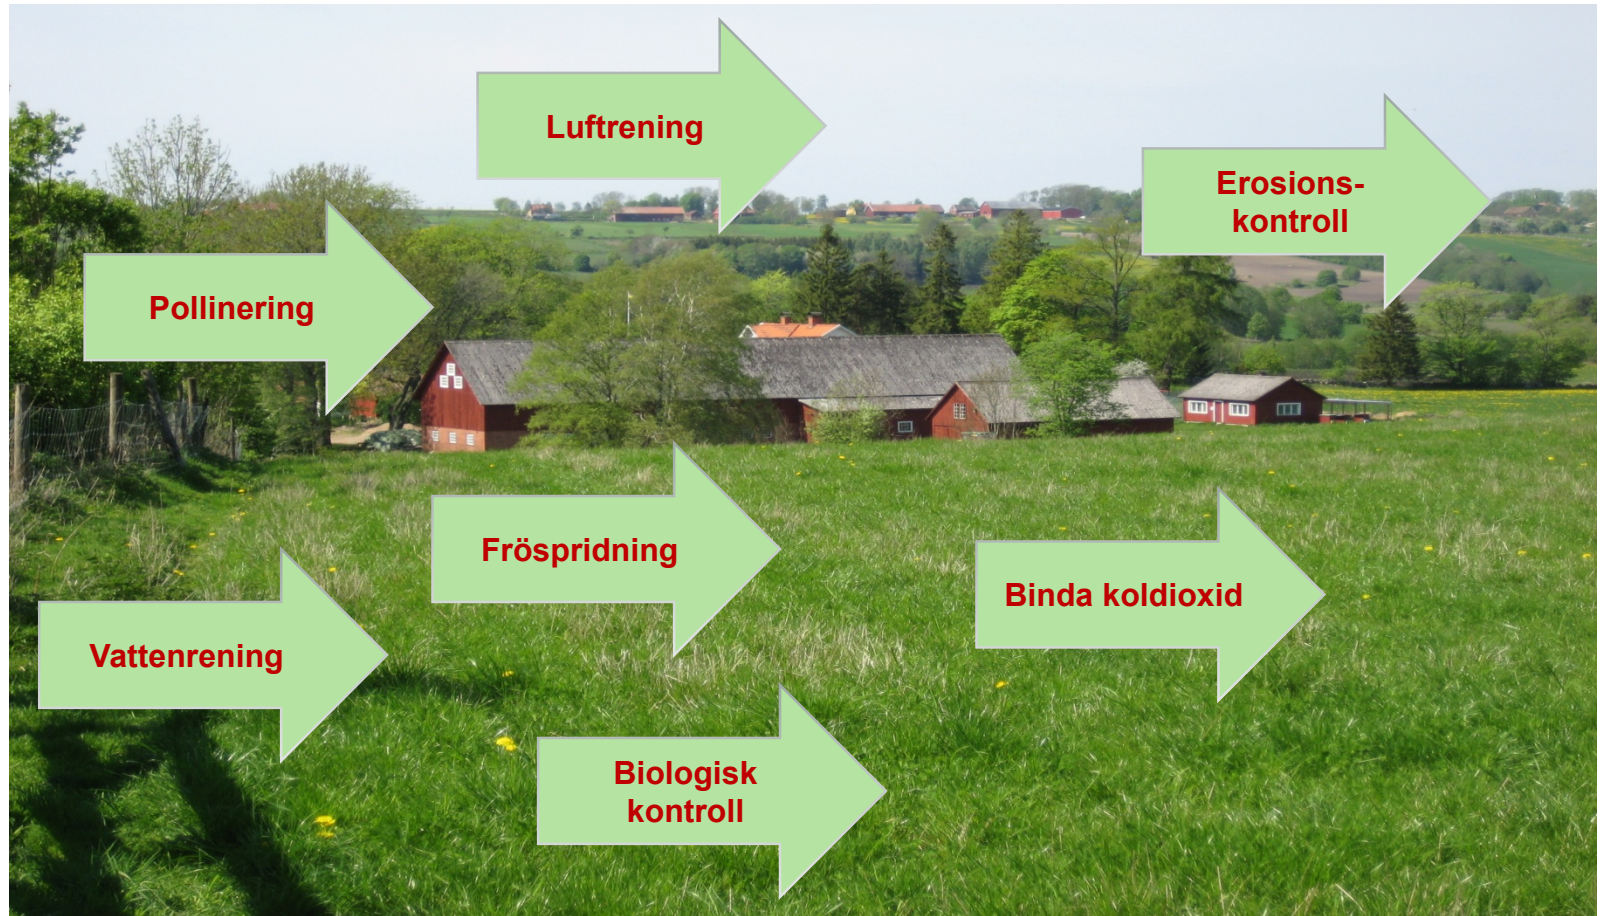 Luftrening
Erosions-
kontroll
Pollinering
Fröspridning
Binda koldioxid
Vattenrening
Biologisk
kontroll